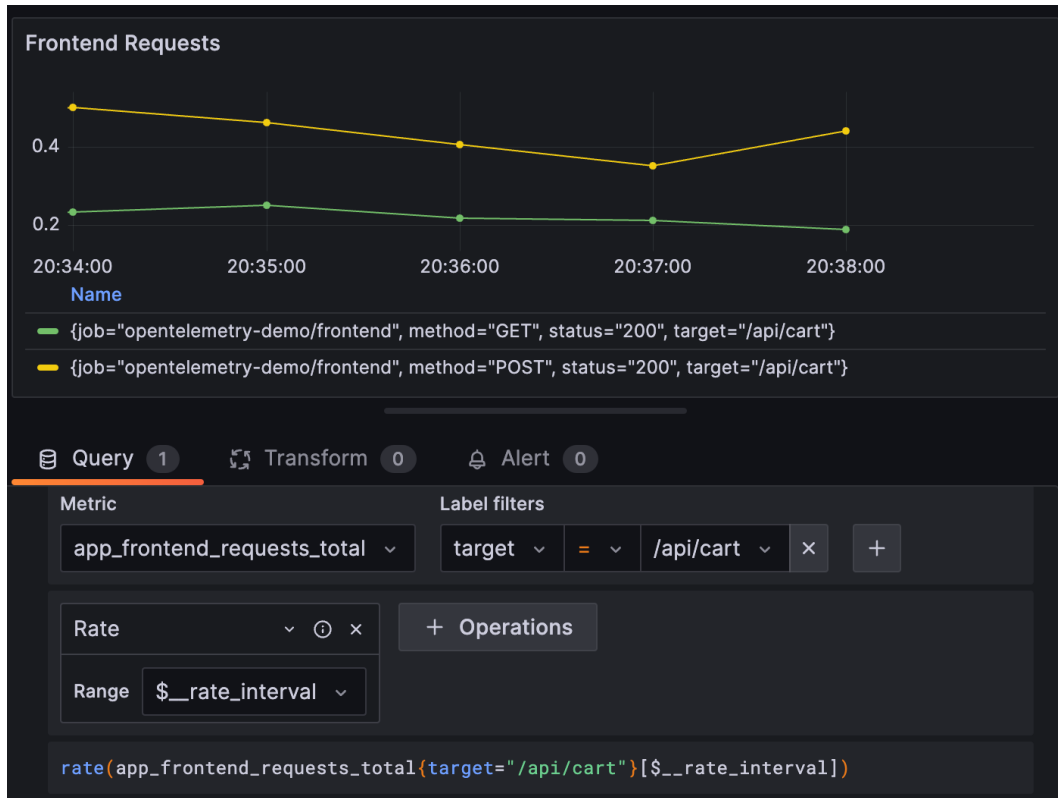 Frontend Requests
0.4
0.2
20:34:00 20:35:00 20:36:00 20:37:00 20:38:00
Name
{job="opentelemetry-demo/frontend", method="GET", status="200", target="/api/cart"}
{job="opentelemetry-demo/frontend", method="POST", status="200", target="/api/cart"}
Query 1 Transform 0 Alert 0
Metric Label filters
app_frontend_requests_total target = /api/cart × +
Rate × + Operations
Range $__rate_interval
rate(app_frontend_requests_total{target="/api/cart"}[$__rate_interval])